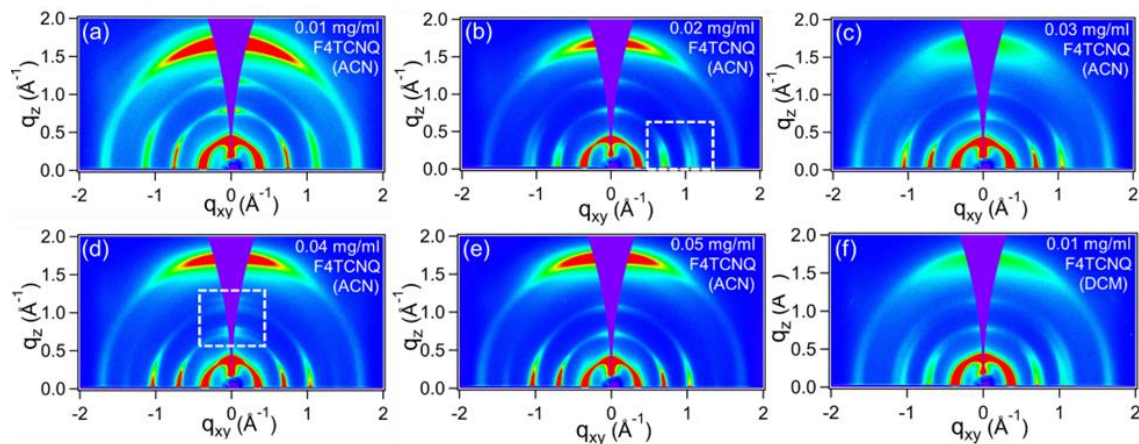 (a) 0.01 mg/ml
F4TCNQ
(ACN)
2.0
1.5
1.0
0.5
0.0
qz (Å-1)
-2 -1 0 1 2
qxy (Å-1)
(b) 0.02 mg/ml
F4TCNQ
(ACN)
2.0
1.5
1.0
0.5
0.0
qz (Å-1)
-2 -1 0 1 2
qxy (Å-1)
(c) 0.03 mg/ml
F4TCNQ
(ACN)
2.0
1.5
1.0
0.5
0.0
qz (Å-1)
-2 -1 0 1 2
qxy (Å-1)
(d) 0.04 mg/ml
F4TCNQ
(ACN)
2.0
1.5
1.0
0.5
0.0
qz (Å-1)
-2 -1 0 1 2
qxy (Å-1)
(e) 0.05 mg/ml
F4TCNQ
(ACN)
2.0
1.5
1.0
0.5
0.0
qz (Å-1)
-2 -1 0 1 2
qxy (Å-1)
(f) 0.01 mg/ml
F4TCNQ
(DCM)
2.0
1.5
1.0
0.5
0.0
qz (Å )
-2 -1 0 1 2
qxy (Å-1)